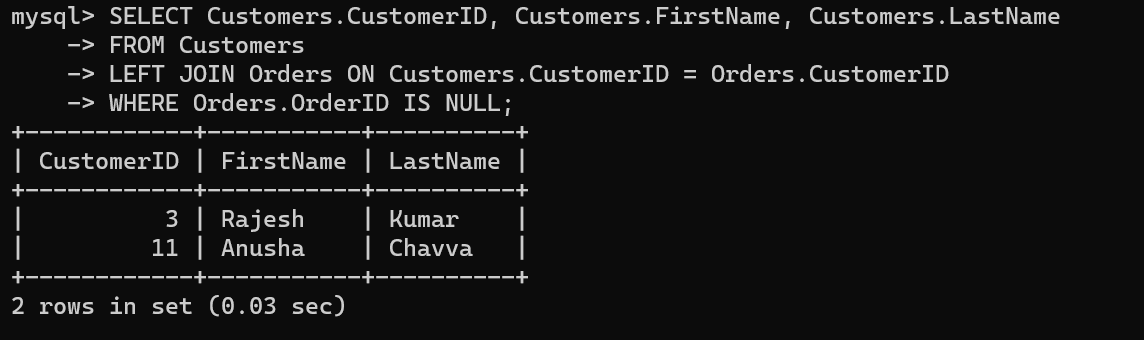 mysql> SELECT Customers.CustomerID, Customers.FirstName, Customers.LastName
    -> FROM Customers
    -> LEFT JOIN Orders ON Customers.CustomerID = Orders.CustomerID
    -> WHERE Orders.OrderID IS NULL;
+------------+-----------+----------+
| CustomerID | FirstName | LastName |
+------------+-----------+----------+
|          3 | Rajesh    | Kumar    |
|         11 | Anusha    | Chavva   |
+------------+-----------+----------+
2 rows in set (0.03 sec)